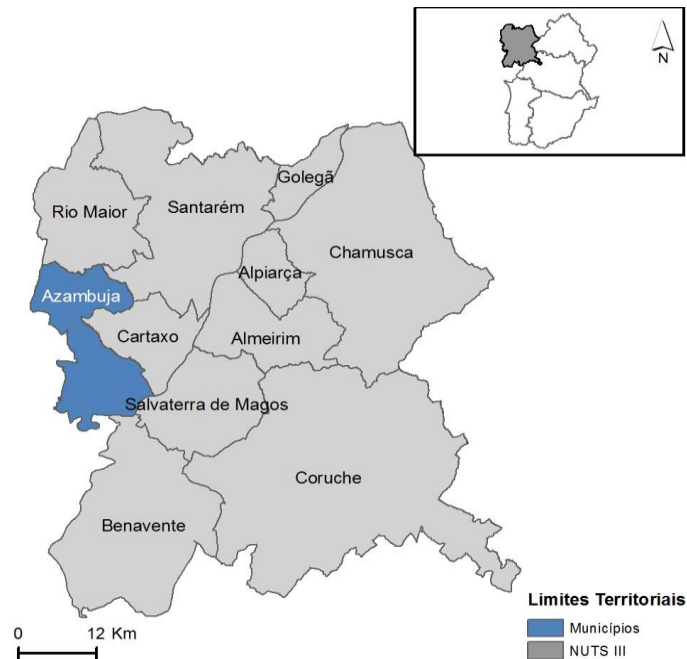 N
Golegã
Rio Maior
Santarém
Chamusca
Alpiarça
Azambuja
Cartaxo
Almeirim
Salvaterra de Magos
Coruche
Benavente
Limites Territoriais
0 12 Km
Municípios
NUTS III